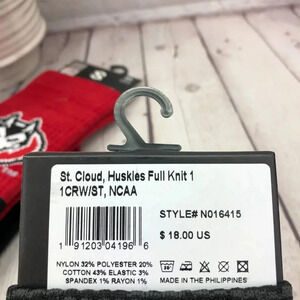 St. Cloud, Huskies Full Knit 1
1CRW/ST, NCAA
STYLE# N016415
$ 18.00 US
1 91203 04196 6
NYLON 32% POLYESTER 20%
COTTON 43% ELASTIC 3%
SPANDEX 1% RAYON 1%
MADE IN THE PHILIPPINES